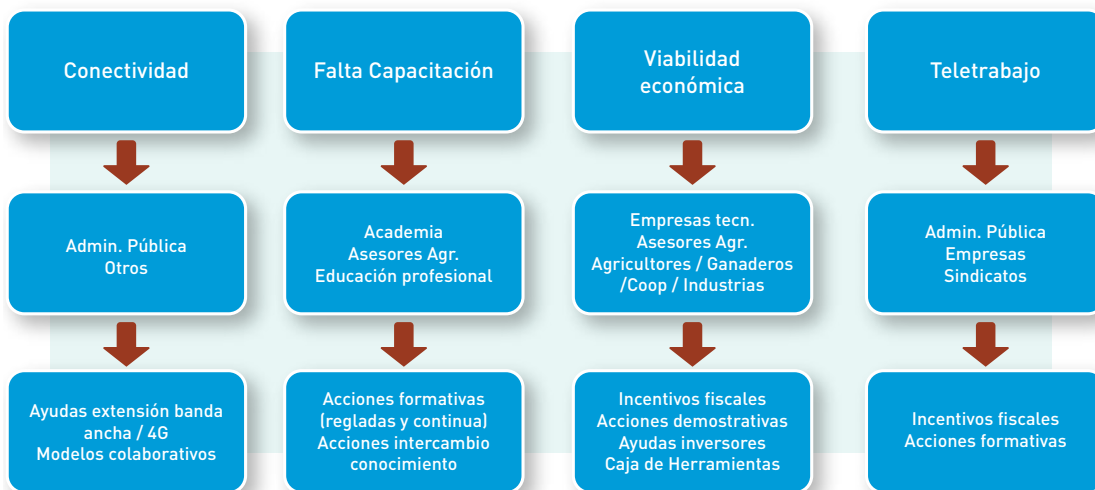 Conectividad
Falta Capacitación
Viabilidad
económica
Teletrabajo
Admin. Pública
Otros
Academia
Asesores Agr.
Educación profesional
Empresas tecn.
Asesores Agr.
Agricultores / Ganaderos
/Coop / Industrias
Admin. Pública
Empresas
Sindicatos
Ayudas extensión banda
ancha / 4G
Modelos colaborativos
Acciones formativas
(regladas y continua)
Acciones intercambio
conocimiento
Incentivos fiscales
Acciones demostrativas
Ayudas inversores
Caja de Herramientas
Incentivos fiscales
Acciones formativas